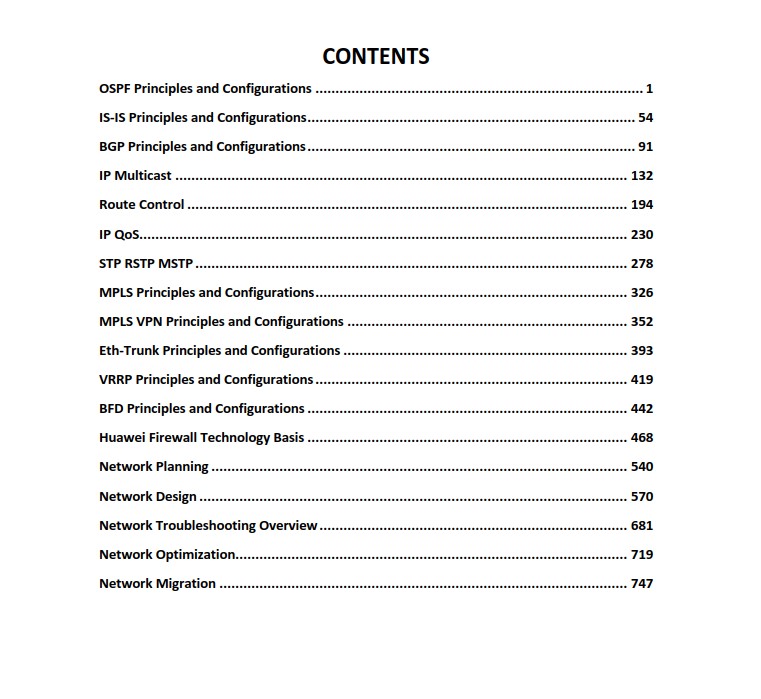 CONTENTS
OSPF Principles and Configurations ................................................................................. 1
IS-IS Principles and Configurations................................................................................. 54
BGP Principles and Configurations................................................................................. 91
IP Multicast ................................................................................................................ 132
Route Control ............................................................................................................. 194
IP QoS......................................................................................................................... 230
STP RSTP MSTP ........................................................................................................... 278
MPLS Principles and Configurations............................................................................. 326
MPLS VPN Principles and Configurations ..................................................................... 352
Eth-Trunk Principles and Configurations ...................................................................... 393
VRRP Principles and Configurations............................................................................. 419
BFD Principles and Configurations ............................................................................... 442
Huawei Firewall Technology Basis ............................................................................... 468
Network Planning ....................................................................................................... 540
Network Design .......................................................................................................... 570
Network Troubleshooting Overview............................................................................ 681
Network Optimization................................................................................................. 719
Network Migration ..................................................................................................... 747